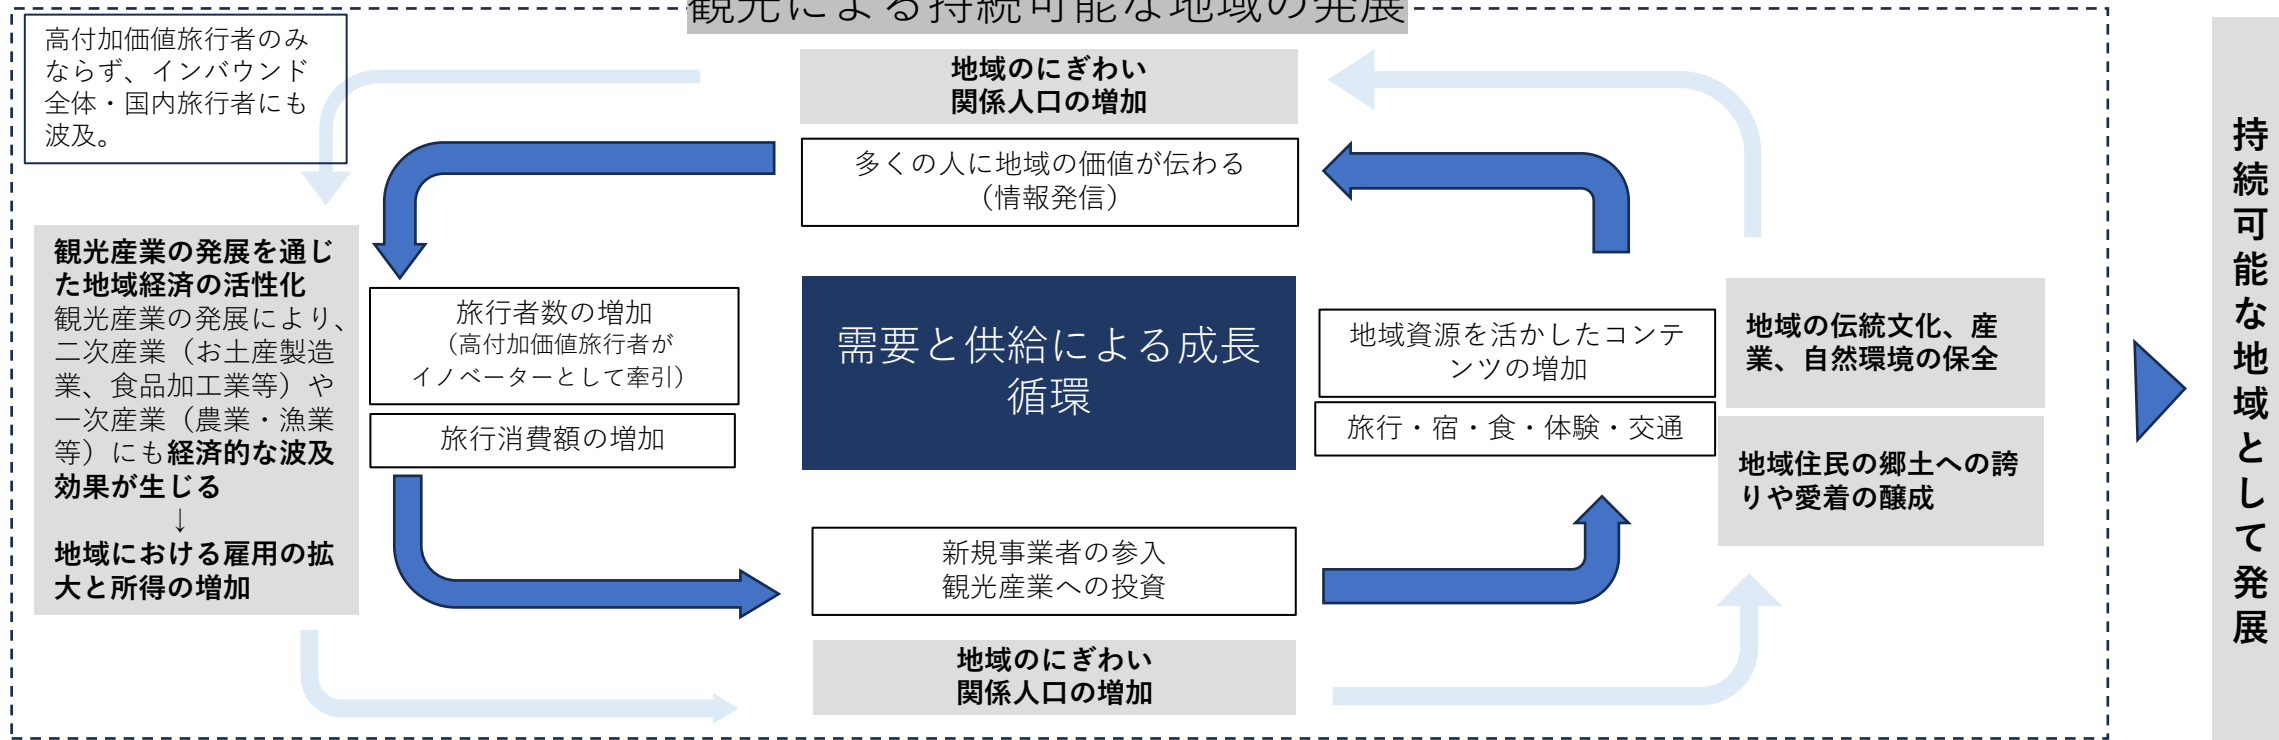 観光による持続可能な地域の発展
高付加価値旅行者のみ
ならず、インバウンド
全体・国内旅行者にも
波及。
地域のにぎわい
関係人口の増加
多くの人に地域の価値が伝わる
（情報発信）
観光産業の発展を通じ
た地域経済の活性化
観光産業の発展により、
二次産業（お土産製造
業、食品加工業等）や
一次産業（農業・漁業
等）にも経済的な波及
効果が生じる
↓
地域における雇用の拡
大と所得の増加
旅行者数の増加
（高付加価値旅行者が
イノベーターとして牽引）
旅行消費額の増加
需要と供給による成長
循環
地域資源を活かしたコンテ
ンツの増加
旅行・宿・食・体験・交通
地域の伝統文化、産
業、自然環境の保全
地域住民の郷土への誇
りや愛着の醸成
新規事業者の参入
観光産業への投資
地域のにぎわい
関係人口の増加
持続可能な地域として発展